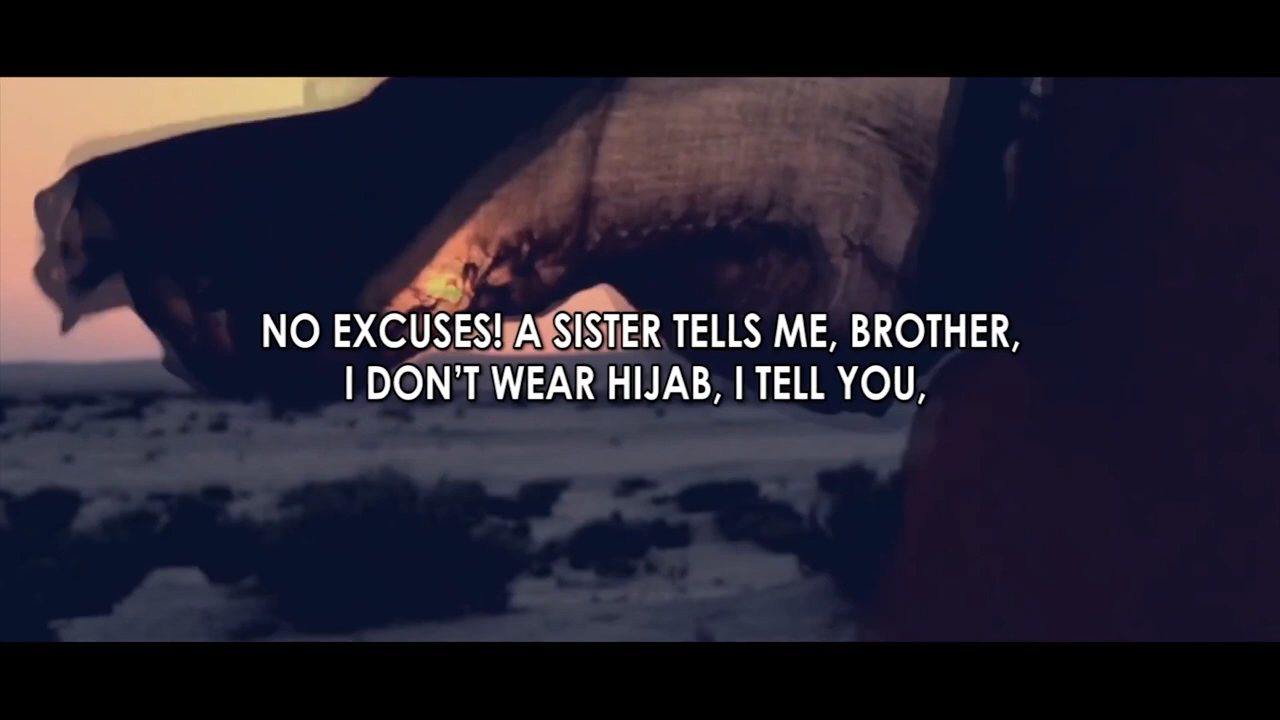 NO EXCUSES! A SISTER TELLS ME, BROTHER,
I DON'T WEAR HIJAB, I TELL YOU,